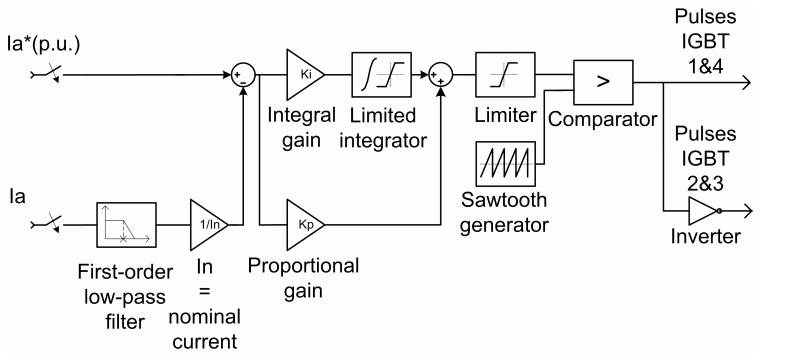 Pulses
IGBT
1&4
Ia*(p.u.)
+
−
Ki
+
+
>
Integral
gain
Limited
integrator
Limiter
Comparator
Pulses
IGBT
2&3
Ia
1/In
Kp
Sawtooth
generator
Inverter
First-order
low-pass
filter
In
=
nominal
current
Proportional
gain